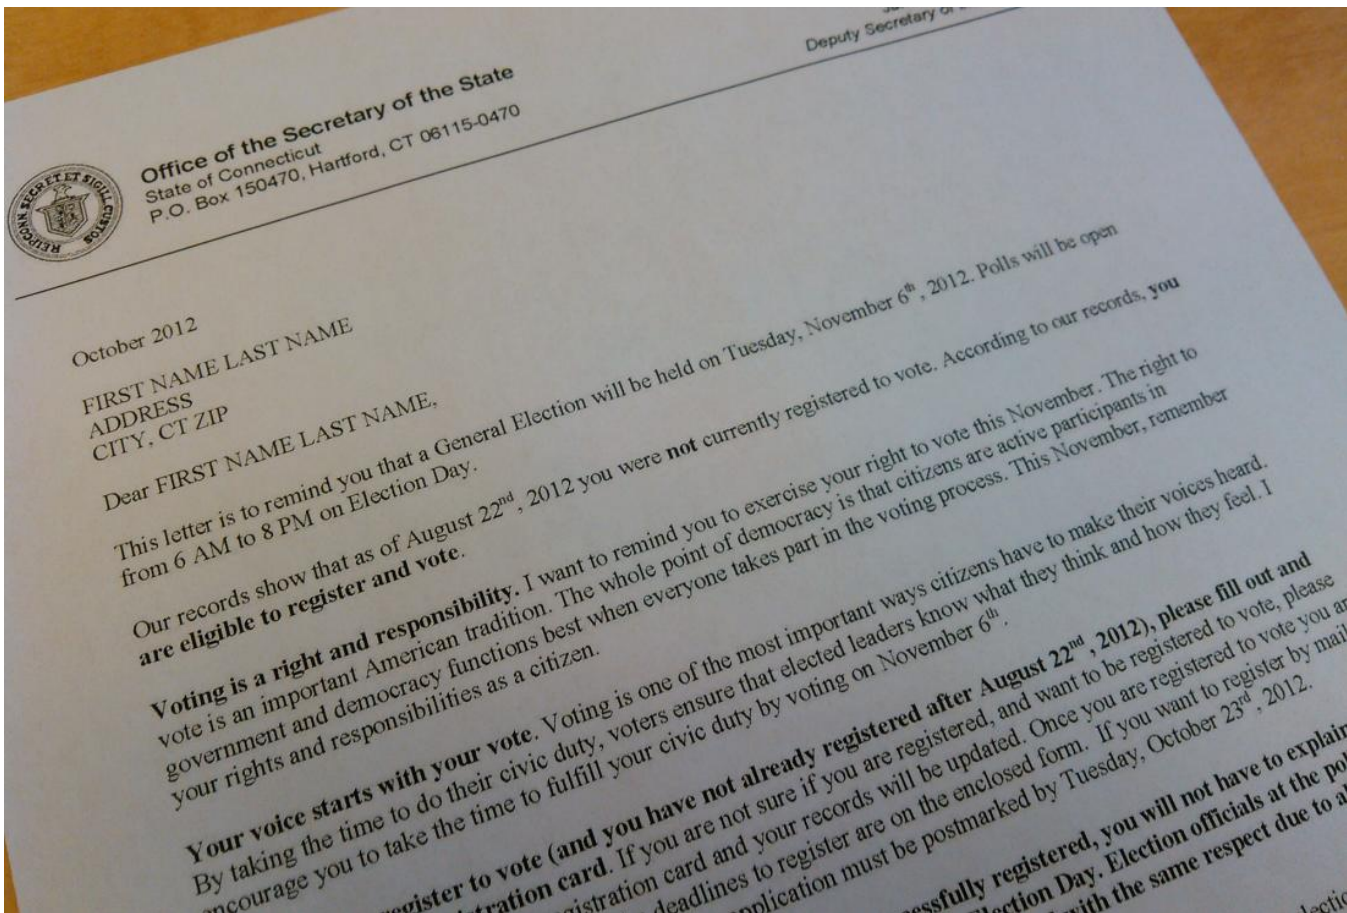 Deputy Secretary of
Office of the Secretary of the State
State of Connecticut
P.O. Box 150470, Hartford, CT 06115-0470
SECRET ET SIGILL. CUSTOS REIP. CONN.
October 2012
FIRST NAME LAST NAME
ADDRESS
CITY, CT ZIP
Dear FIRST NAME LAST NAME,
This letter is to remind you that a General Election will be held on Tuesday, November 6th, 2012. Polls will be open
from 6 AM to 8 PM on Election Day.
Our records show that as of August 22nd, 2012 you were not currently registered to vote. According to our records, you
are eligible to register and vote.
Voting is a right and responsibility. I want to remind you to exercise your right to vote this November. The right to
vote is an important American tradition. The whole point of democracy is that citizens are active participants in
government and democracy functions best when everyone takes part in the voting process. This November, remember
your rights and responsibilities as a citizen.
Your voice starts with your vote. Voting is one of the most important ways citizens have to make their voices heard.
By taking the time to do their civic duty, voters ensure that elected leaders know what they think and how they feel. I
encourage you to take the time to fulfill your civic duty by voting on November 6th.
register to vote (and you have not already registered after August 22nd, 2012), please fill out and
card. If you are not sure if you are registered, and want to be registered to vote, please
card and your records will be updated. Once you are registered to vote you
deadlines to register are on the enclosed form. If you want to register by mail
application must be postmarked by Tuesday, October 23rd, 2012.
registered, you will not have to explain
Day. Election officials at the
with the same respect due to